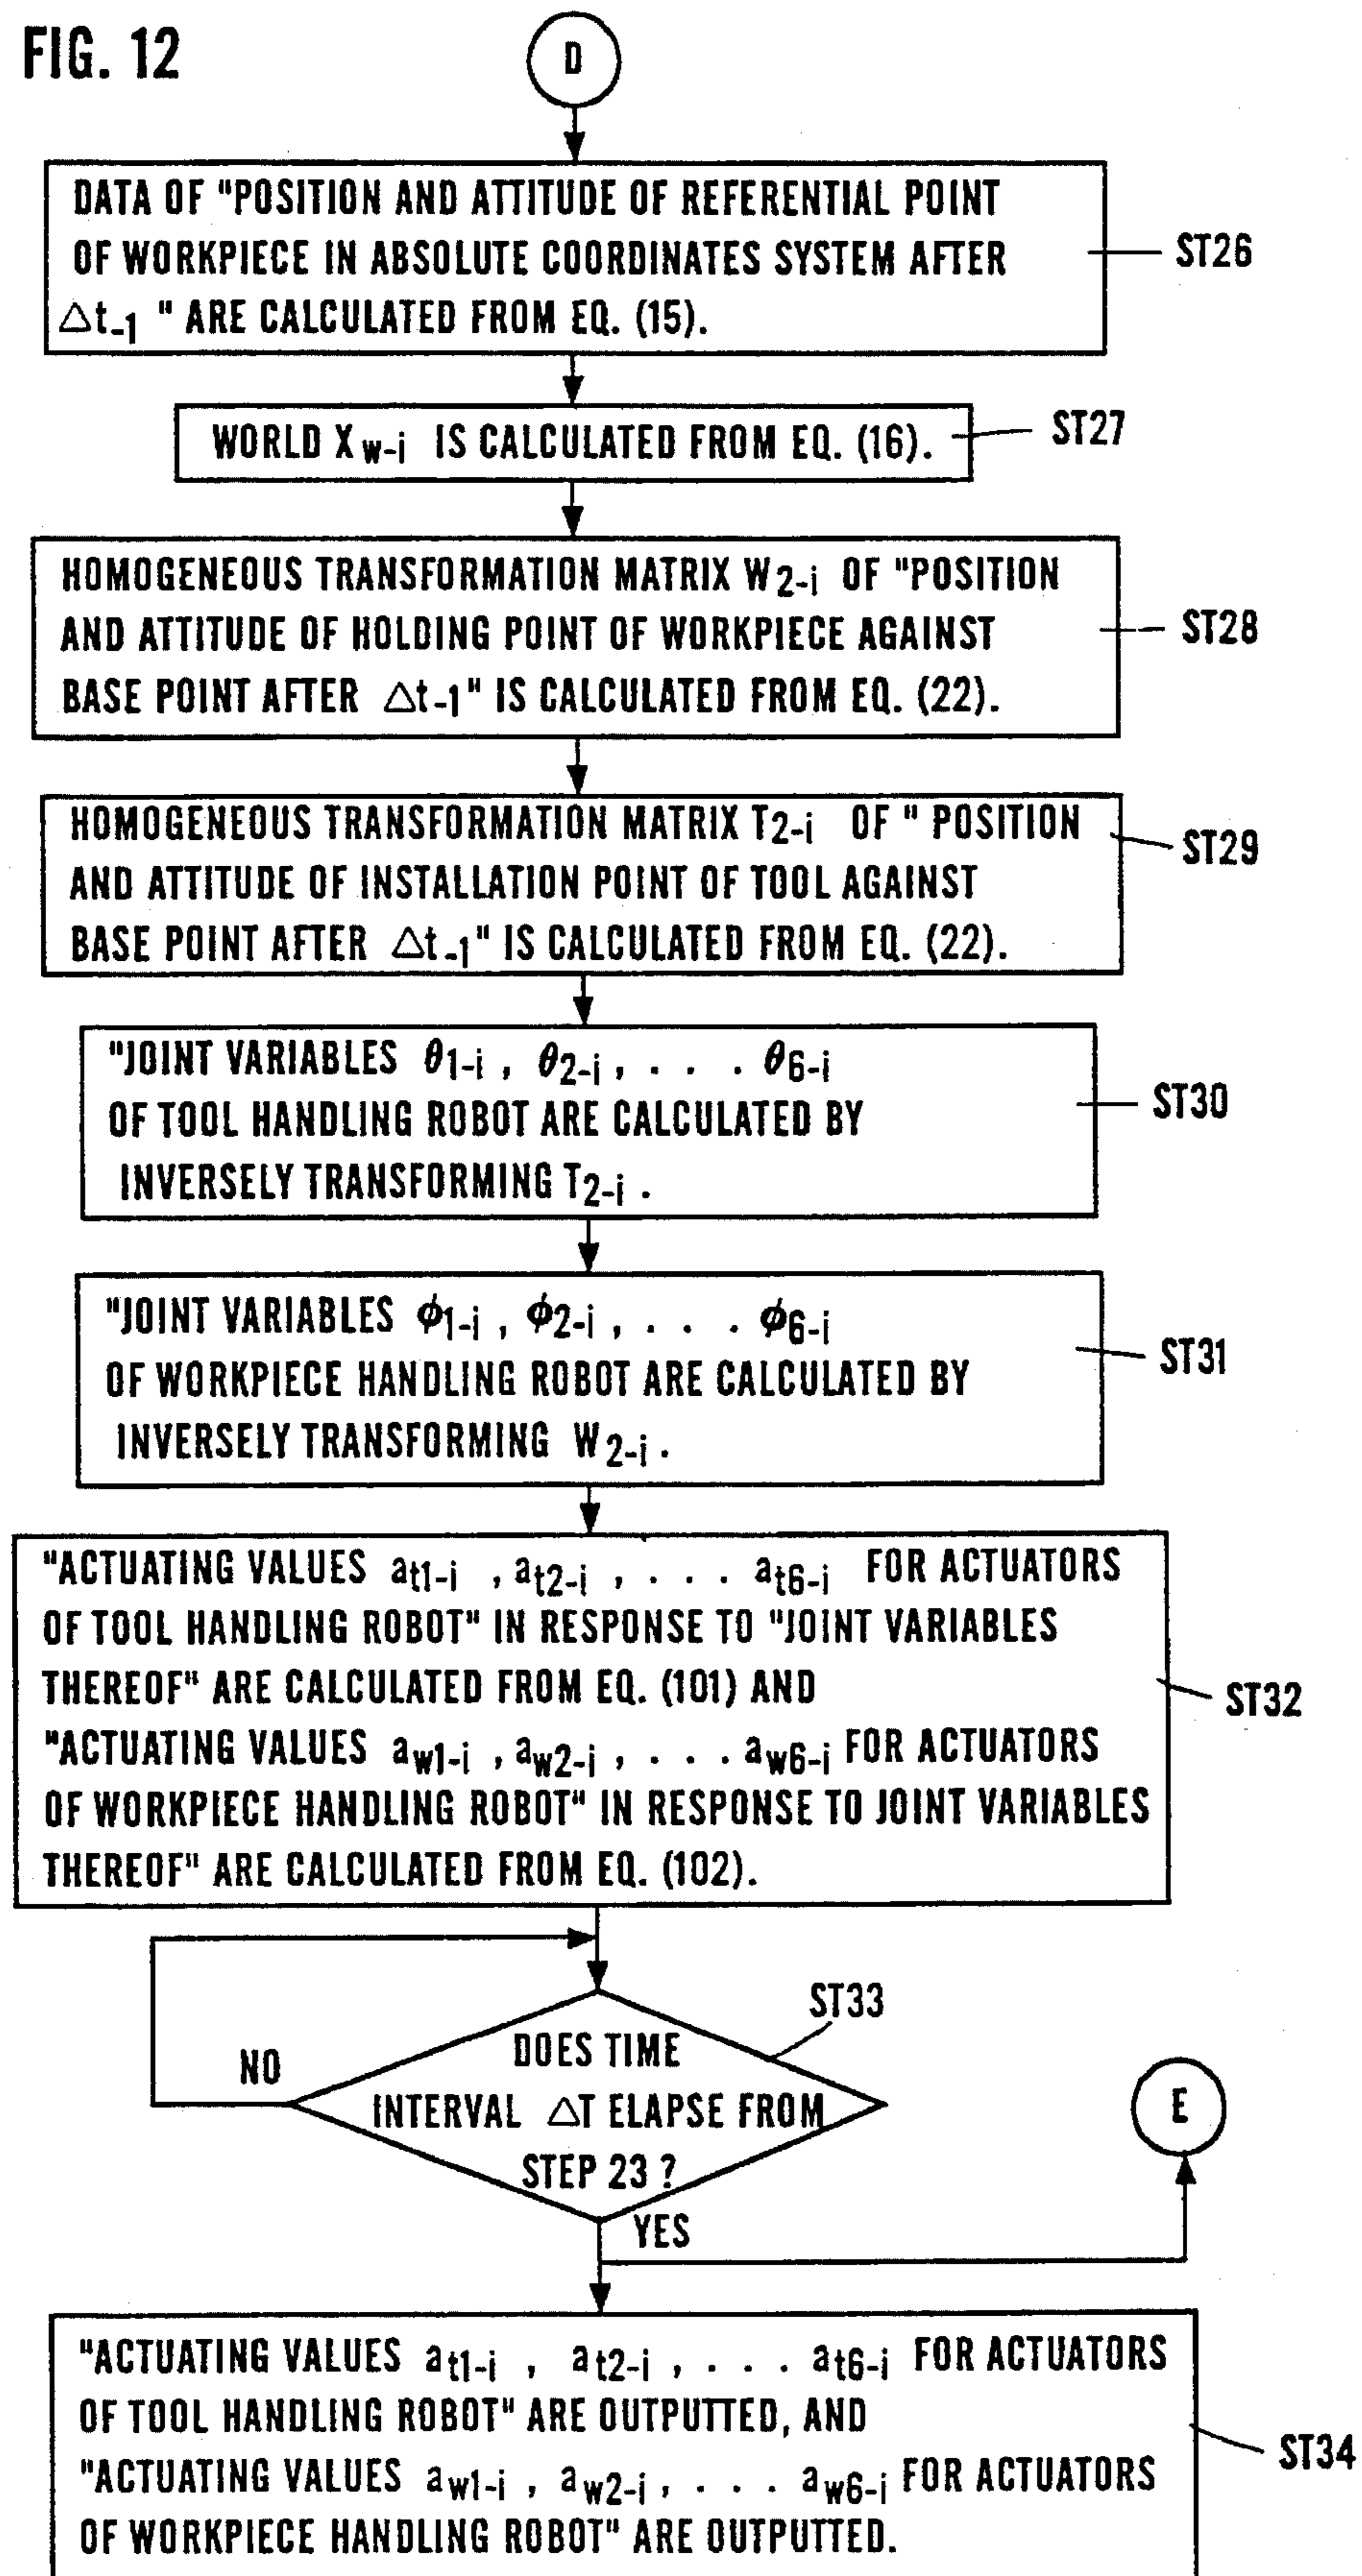 FIG. 12
D
DATA OF "POSITION AND ATTITUDE OF REFERENTIAL POINT
OF WORKPIECE IN ABSOLUTE COORDINATES SYSTEM AFTER
△t-1 " ARE CALCULATED FROM EQ. (15).
ST26
WORLD Xw-i IS CALCULATED FROM EQ. (16).
ST27
HOMOGENEOUS TRANSFORMATION MATRIX W2-i OF "POSITION
AND ATTITUDE OF HOLDING POINT OF WORKPIECE AGAINST
BASE POINT AFTER △t-1" IS CALCULATED FROM EQ. (22).
ST28
HOMOGENEOUS TRANSFORMATION MATRIX T2-i OF " POSITION
AND ATTITUDE OF INSTALLATION POINT OF TOOL AGAINST
BASE POINT AFTER △t-1" IS CALCULATED FROM EQ. (22).
ST29
"JOINT VARIABLES θ1-i , θ2-i , . . . θ6-i
OF TOOL HANDLING ROBOT ARE CALCULATED BY
INVERSELY TRANSFORMING T2-i .
ST30
"JOINT VARIABLES ϕ1-i , ϕ2-i , . . . ϕ6-i
OF WORKPIECE HANDLING ROBOT ARE CALCULATED BY
INVERSELY TRANSFORMING W2-i .
ST31
"ACTUATING VALUES at1-i , at2-i , . . . at6-i FOR ACTUATORS
OF TOOL HANDLING ROBOT" IN RESPONSE TO "JOINT VARIABLES
THEREOF" ARE CALCULATED FROM EQ. (101) AND
"ACTUATING VALUES aw1-i , aw2-i , . . . aw6-i FOR ACTUATORS
OF WORKPIECE HANDLING ROBOT" IN RESPONSE TO JOINT VARIABLES
THEREOF" ARE CALCULATED FROM EQ. (102).
ST32
ST33
DOES TIME
INTERVAL △T ELAPSE FROM
STEP 23 ?
NO
E
YES
"ACTUATING VALUES at1-i , at2-i , . . . at6-i FOR ACTUATORS
OF TOOL HANDLING ROBOT" ARE OUTPUTTED, AND
"ACTUATING VALUES aw1-i , aw2-i , . . . aw6-i FOR ACTUATORS
OF WORKPIECE HANDLING ROBOT" ARE OUTPUTTED.
ST34